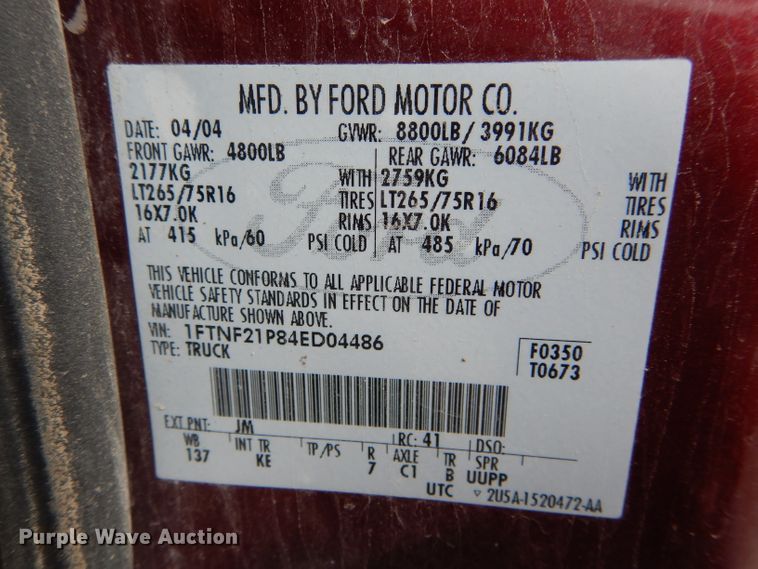 MFD. BY FORD MOTOR CO.
DATE: 04/04 GVWR: 8800LB/ 3991KG
FRONT GAWR: 4800LB REAR GAWR: 6084LB
2177KG WITH 2759KG WITH
LT265/75R16 TIRES LT265/75R16 TIRES
16X7.0K RIMS 16X7.0K RIMS
AT 415 kPa/60 PSI COLD AT 485 kPa/70 PSI COLD
Ford
THIS VEHICLE CONFORMS TO ALL APPLICABLE FEDERAL MOTOR
VEHICLE SAFETY STANDARDS IN EFFECT ON THE DATE OF
MANUFACTURE SHOWN ABOVE.
VIN: 1FTNF21P84ED04486 F0350
TYPE: TRUCK T0673
EXT PNT: JM RC: 41 DSO:
WB INT TR TP/PS R AXLE TR SPR
137 KE 7 C1 B UUPP
UTC ▽ 2U5A-1520472-AA
Purple Wave Auction